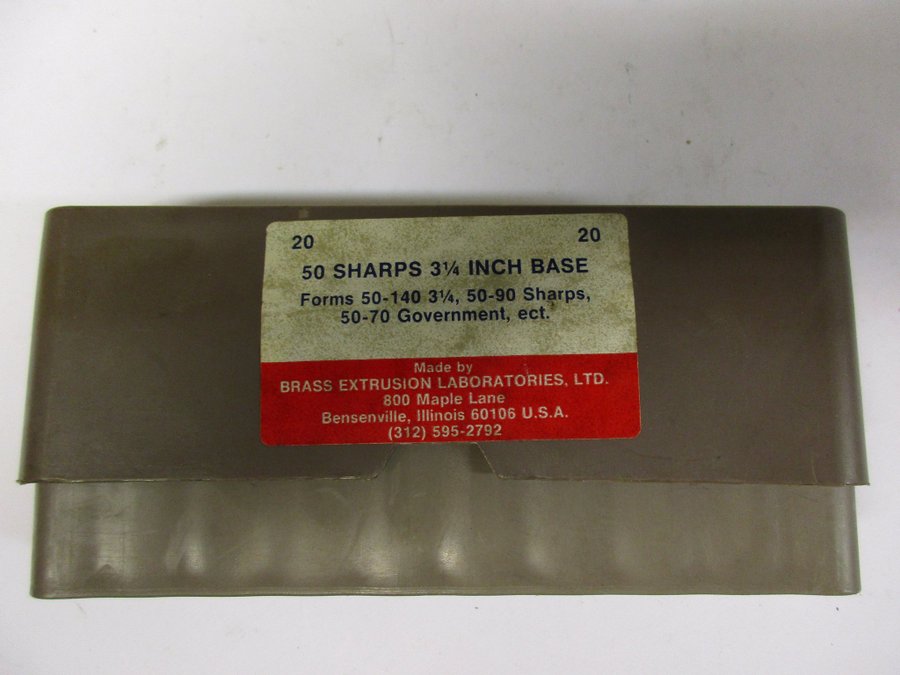 20 20
50 SHARPS 3¼ INCH BASE
Forms 50-140 3¼, 50-90 Sharps,
50-70 Government, ect.
Made by
BRASS EXTRUSION LABORATORIES, LTD.
800 Maple Lane
Bensenville, Illinois 60106 U.S.A.
(312) 595-2792